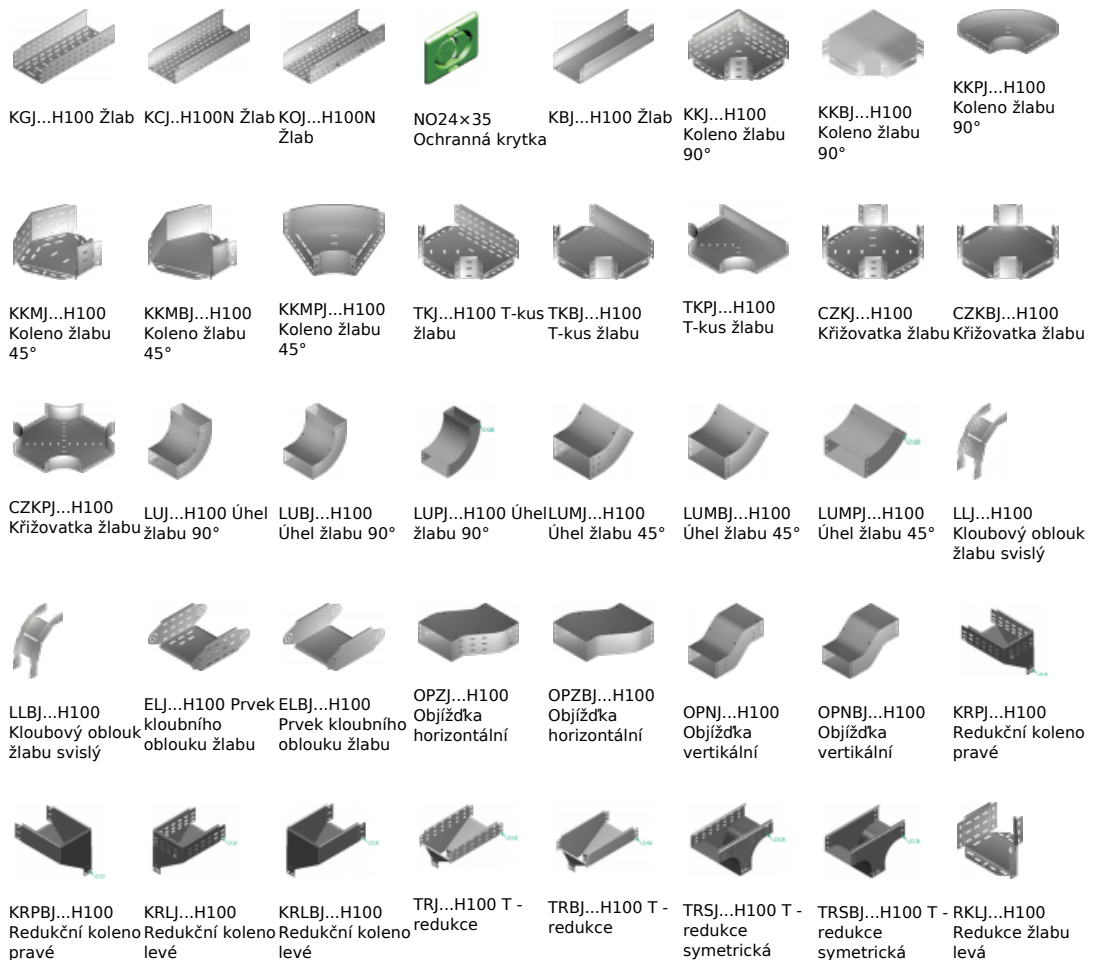 KGJ...H100 Žlab
KCJ..H100N Žlab
KOJ...H100N
Žlab
NO24×35
Ochranná krytka
KBJ...H100 Žlab
KKJ...H100
Koleno žlabu
90°
KKBJ...H100
Koleno žlabu
90°
KKPJ...H100
Koleno žlabu
90°
KKMJ...H100
Koleno žlabu
45°
KKMBJ...H100
Koleno žlabu
45°
KKMPJ...H100
Koleno žlabu
45°
TKJ...H100 T-kus
žlabu
TKBJ...H100
T-kus žlabu
TKPJ...H100
T-kus žlabu
CZKJ...H100
Křižovatka žlabu
CZKBJ...H100
Křižovatka žlabu
CZKPJ...H100
Křižovatka žlabu
LUJ...H100 Úhel
žlabu 90°
LUBJ...H100
Úhel žlabu 90°
LUPJ...H100 Úhel
žlabu 90°
LUMJ...H100
Úhel žlabu 45°
LUMBJ...H100
Úhel žlabu 45°
LUMPJ...H100
Úhel žlabu 45°
LLJ...H100
Kloubový oblouk
žlabu svislý
LLBJ...H100
Kloubový oblouk
žlabu svislý
ELJ...H100 Prvek
kloubního
oblouku žlabu
ELBJ...H100
Prvek kloubního
oblouku žlabu
OPZJ...H100
Objížďka
horizontální
OPZBJ...H100
Objížďka
horizontální
OPNJ...H100
Objížďka
vertikální
OPNBJ...H100
Objížďka
vertikální
KRPJ...H100
Redukční koleno
pravé
KRPBJ...H100
Redukční koleno
pravé
KRLJ...H100
Redukční koleno
levé
KRLBJ...H100
Redukční koleno
levé
TRJ...H100 T -
redukce
TRBJ...H100 T -
redukce
TRSJ...H100 T -
redukce
symetrická
TRSBJ...H100 T -
redukce
symetrická
RKLJ...H100
Redukce žlabu
levá